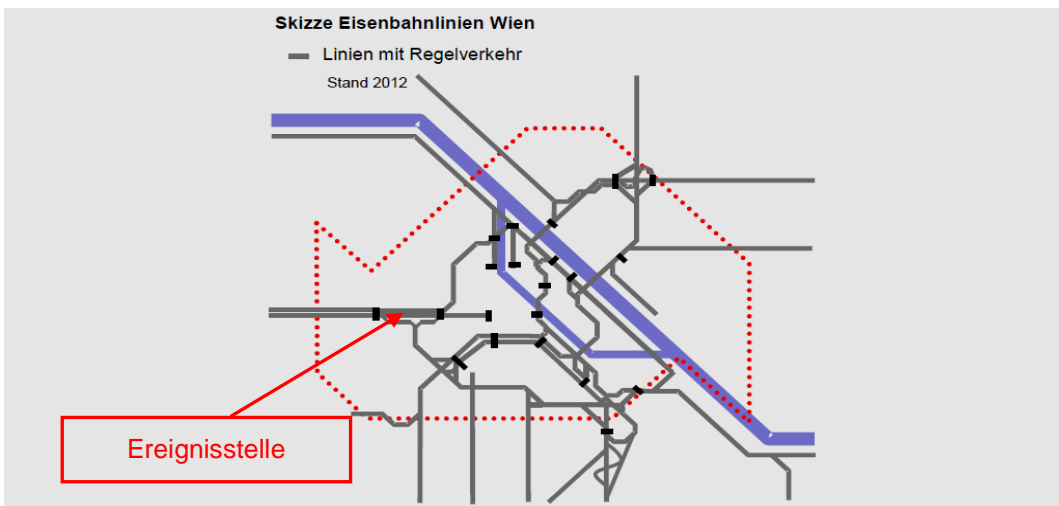 Skizze Eisenbahnlinien Wien
Linien mit Regelverkehr
Stand 2012
Ereignisstelle